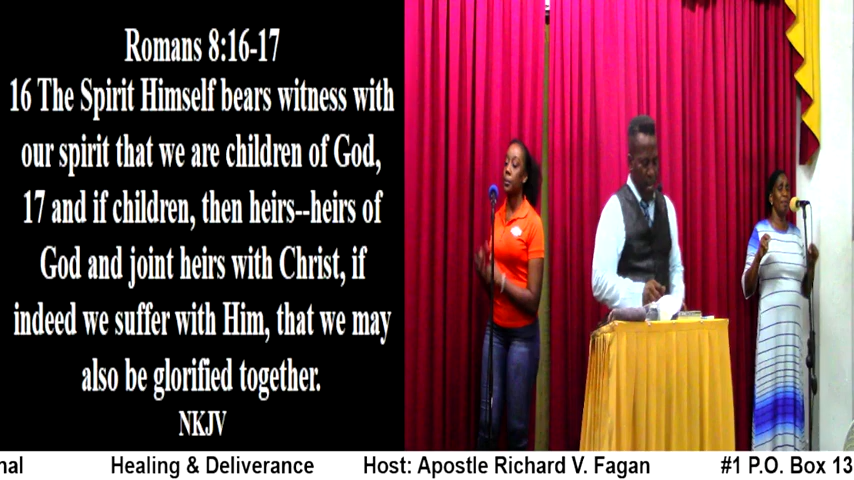 Romans 8:16-17
16 The Spirit Himself bears witness with
our spirit that we are children of God,
17 and if children, then heirs--heirs of
God and joint heirs with Christ, if
indeed we suffer with Him, that we may
also be glorified together.
NKJV
nal Healing & Deliverance Host: Apostle Richard V. Fagan #1 P.O. Box 13